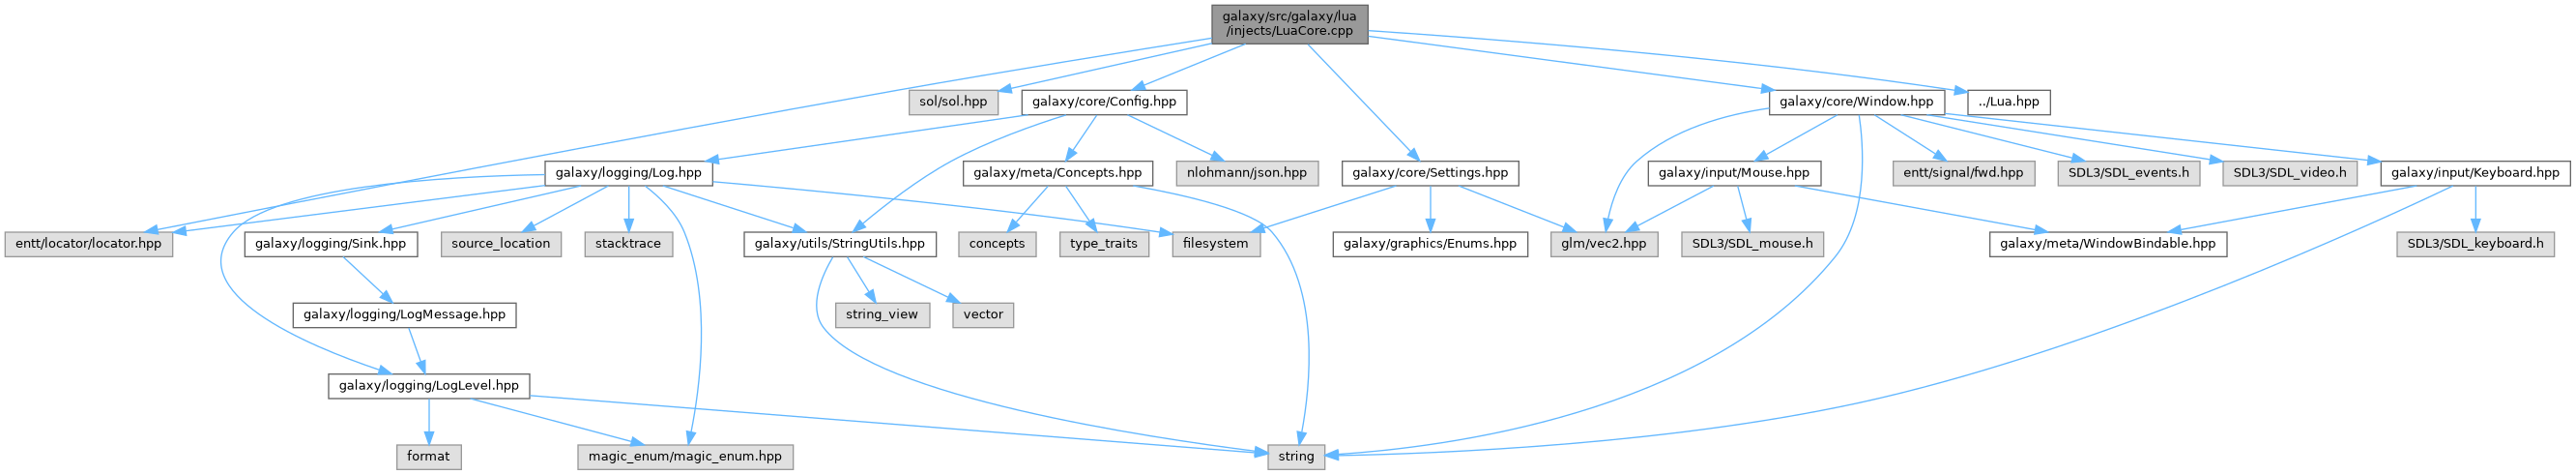 galaxy/src/galaxy/lua
/injects/LuaCore.cpp
sol/sol.hpp
galaxy/core/Config.hpp
galaxy/core/Window.hpp
../Lua.hpp
galaxy/logging/Log.hpp
galaxy/meta/Concepts.hpp
nlohmann/json.hpp
galaxy/core/Settings.hpp
galaxy/input/Mouse.hpp
entt/signal/fwd.hpp
SDL3/SDL_events.h
SDL3/SDL_video.h
galaxy/input/Keyboard.hpp
entt/locator/locator.hpp
galaxy/logging/Sink.hpp
source_location
stacktrace
galaxy/utils/StringUtils.hpp
concepts
type_traits
filesystem
galaxy/graphics/Enums.hpp
glm/vec2.hpp
SDL3/SDL_mouse.h
galaxy/meta/WindowBindable.hpp
SDL3/SDL_keyboard.h
galaxy/logging/LogMessage.hpp
string_view
vector
galaxy/logging/LogLevel.hpp
format
magic_enum/magic_enum.hpp
string